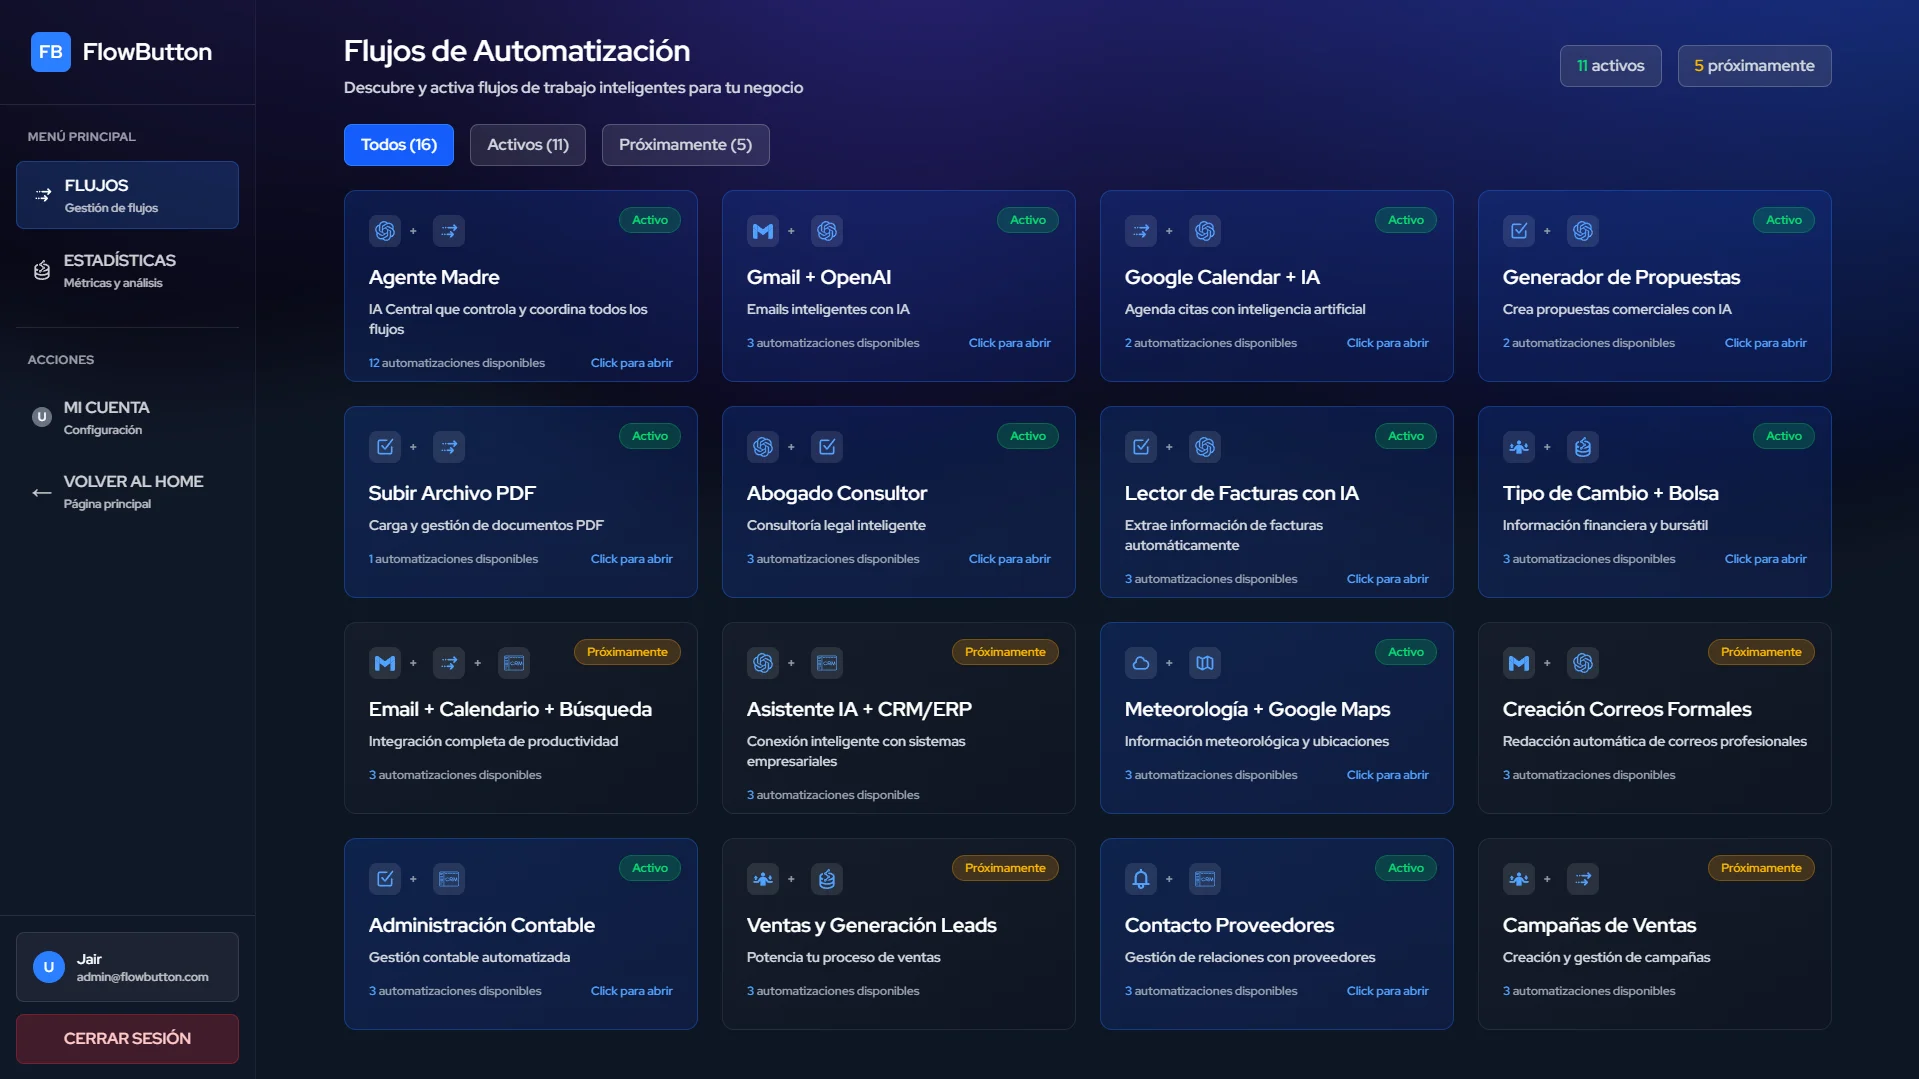 FB FlowButton
MENÚ PRINCIPAL
FLUJOS
Gestión de flujos
ESTADÍSTICAS
Métricas y análisis
ACCIONES
U MI CUENTA
Configuración
VOLVER AL HOME
Página principal
U Jair
admin@flowbutton.com
CERRAR SESIÓN
Flujos de Automatización
Descubre y activa flujos de trabajo inteligentes para tu negocio
11 activos
5 próximamente
Todos (16)
Activos (11)
Próximamente (5)
+
Activo
Agente Madre
IA Central que controla y coordina todos los
flujos
12 automatizaciones disponibles
Click para abrir
+
Activo
Gmail + OpenAI
Emails inteligentes con IA
3 automatizaciones disponibles
Click para abrir
+
Activo
Google Calendar + IA
Agenda citas con inteligencia artificial
2 automatizaciones disponibles
Click para abrir
+
Activo
Generador de Propuestas
Crea propuestas comerciales con IA
2 automatizaciones disponibles
Click para abrir
+
Activo
Subir Archivo PDF
Carga y gestión de documentos PDF
1 automatizaciones disponibles
Click para abrir
+
Activo
Abogado Consultor
Consultoría legal inteligente
3 automatizaciones disponibles
Click para abrir
+
Activo
Lector de Facturas con IA
Extrae información de facturas
automáticamente
3 automatizaciones disponibles
Click para abrir
+
Activo
Tipo de Cambio + Bolsa
Información financiera y bursátil
3 automatizaciones disponibles
Click para abrir
+ + CRM
Próximamente
Email + Calendario + Búsqueda
Integración completa de productividad
3 automatizaciones disponibles
+ CRM
Próximamente
Asistente IA + CRM/ERP
Conexión inteligente con sistemas
empresariales
3 automatizaciones disponibles
+
Activo
Meteorología + Google Maps
Información meteorológica y ubicaciones
3 automatizaciones disponibles
Click para abrir
+
Próximamente
Creación Correos Formales
Redacción automática de correos profesionales
3 automatizaciones disponibles
+ CRM
Activo
Administración Contable
Gestión contable automatizada
3 automatizaciones disponibles
Click para abrir
+
Próximamente
Ventas y Generación Leads
Potencia tu proceso de ventas
3 automatizaciones disponibles
+ CRM
Activo
Contacto Proveedores
Gestión de relaciones con proveedores
3 automatizaciones disponibles
Click para abrir
+
Próximamente
Campañas de Ventas
Creación y gestión de campañas
3 automatizaciones disponibles